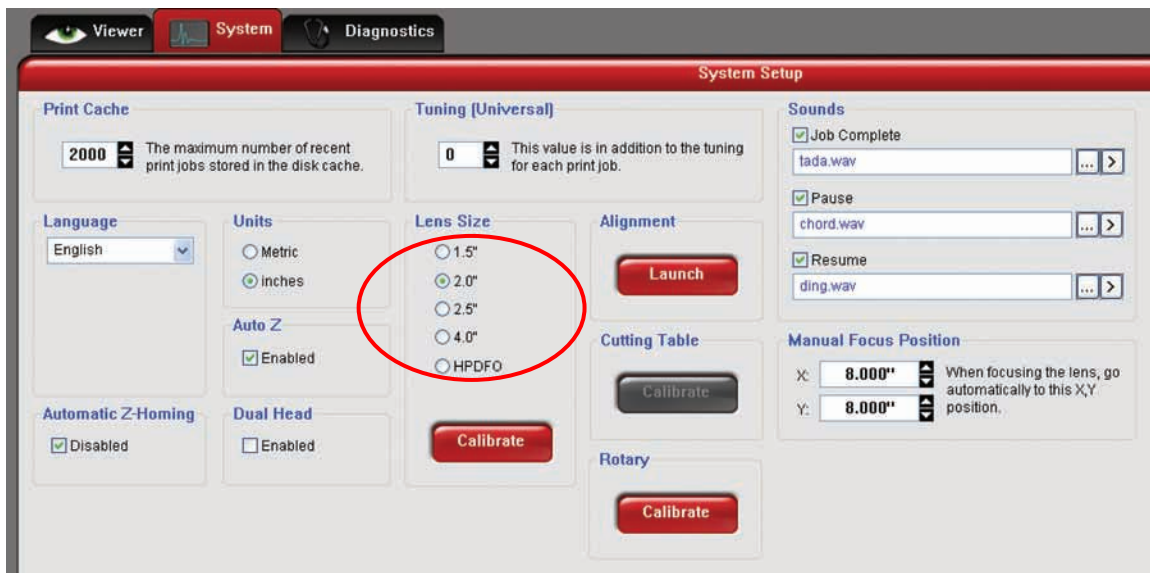 Viewer
System
Diagnostics
System Setup
Print Cache
2000
The maximum number of recent
print jobs stored in the disk cache.
Tuning (Universal)
0
This value is in addition to the tuning
for each print job.
Sounds
Job Complete
tada.wav
... >
Pause
chord.wav
... >
Resume
ding.wav
... >
Language
English
Units
Metric
inches
Auto Z
Enabled
Lens Size
1.5"
2.0"
2.5"
4.0"
HPDFO
Calibrate
Alignment
Launch
Cutting Table
Calibrate
Manual Focus Position
X: 8.000"
Y: 8.000"
When focusing the lens, go
automatically to this X,Y
position.
Automatic Z-Homing
Disabled
Dual Head
Enabled
Rotary
Calibrate